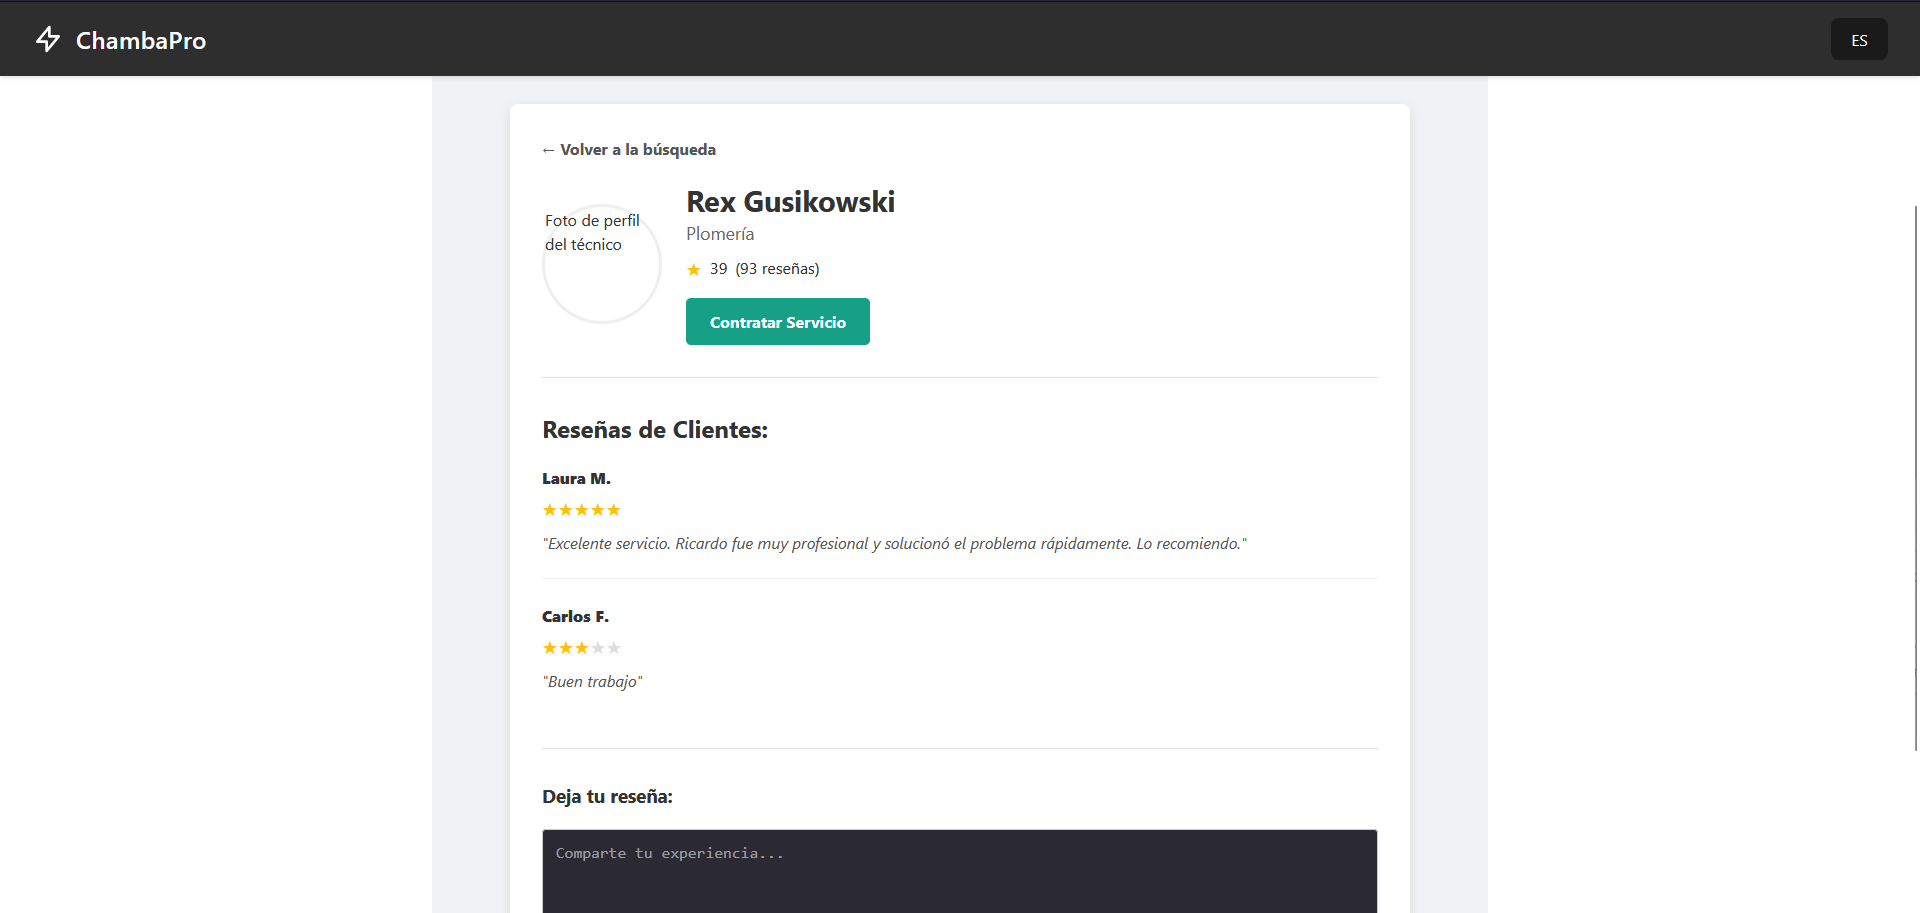 ChambaPro
ES
← Volver a la búsqueda
Foto de perfil
del técnico
Rex Gusikowski
Plomería
★ 39 (93 reseñas)
Contratar Servicio
Reseñas de Clientes:
Laura M.
★★★★★
"Excelente servicio. Ricardo fue muy profesional y solucionó el problema rápidamente. Lo recomiendo."
Carlos F.
★★★★★
"Buen trabajo"
Deja tu reseña:
Comparte tu experiencia...